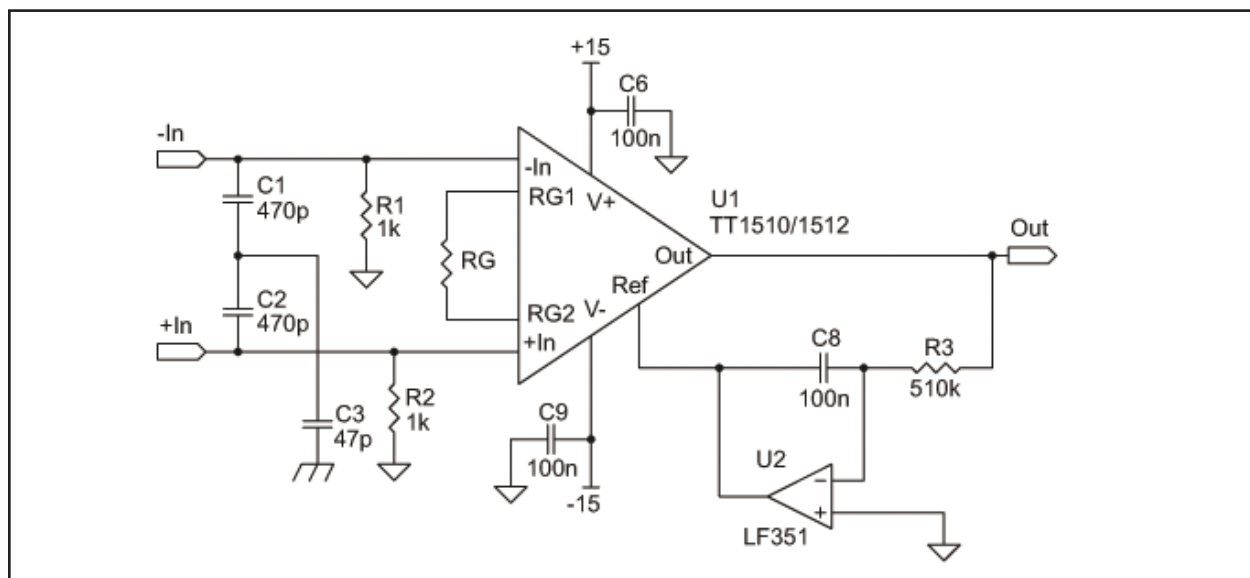 +15
C6
100n
-In
C1
470p
R1
1k
-In
RG1
V+
U1
TT1510/1512
RG
Out
Out
Ref
C2
470p
RG2
V-
+In
+In
C8
100n
R3
510k
R2
1k
C3
47p
C9
100n
-15
U2
−
+
LF351